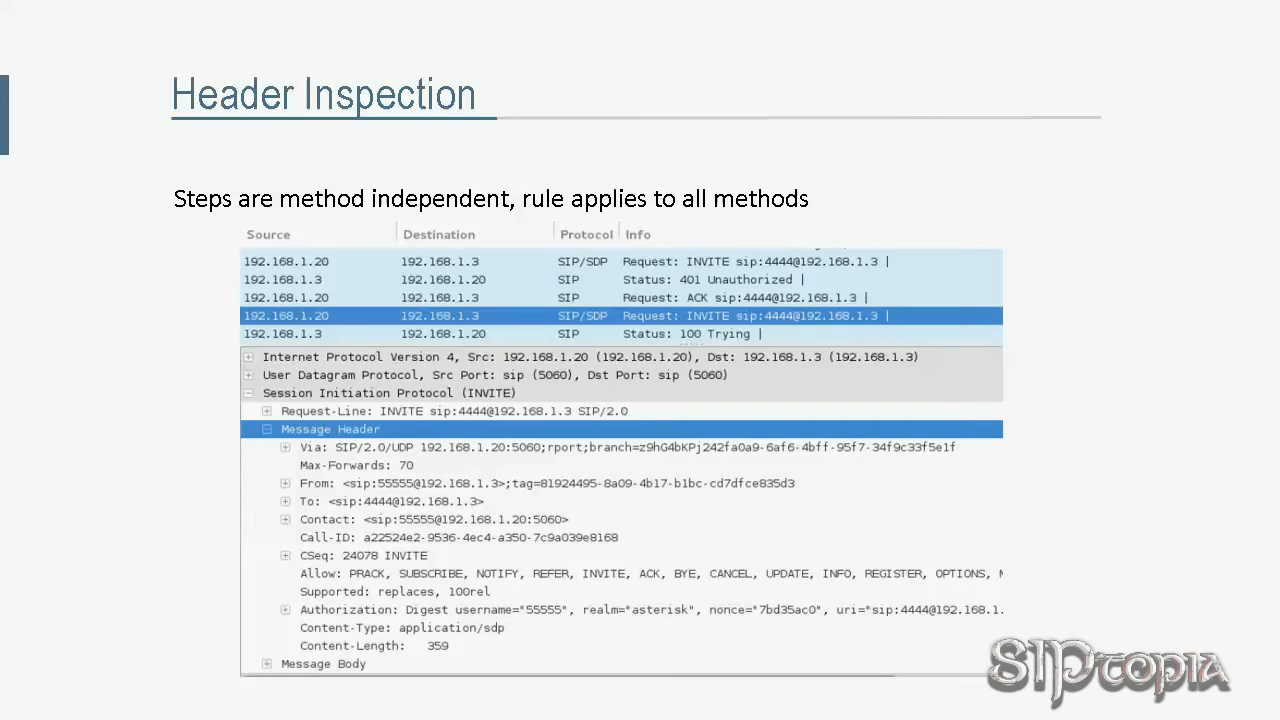 Header Inspection
Steps are method independent, rule applies to all methods
Source Destination Protocol Info
192.168.1.20 192.168.1.3 SIP/SDP Request: INVITE sip:4444@192.168.1.3 |
192.168.1.3 192.168.1.20 SIP Status: 401 Unauthorized |
192.168.1.20 192.168.1.3 SIP Request: ACK sip:4444@192.168.1.3 |
192.168.1.20 192.168.1.3 SIP/SDP Request: INVITE sip:4444@192.168.1.3 |
192.168.1.3 192.168.1.20 SIP Status: 100 Trying |
Internet Protocol Version 4, Src: 192.168.1.20 (192.168.1.20), Dst: 192.168.1.3 (192.168.1.3)
User Datagram Protocol, Src Port: sip (5060), Dst Port: sip (5060)
Session Initiation Protocol (INVITE)
Request-Line: INVITE sip:4444@192.168.1.3 SIP/2.0
Message Header
Via: SIP/2.0/UDP 192.168.1.20:5060;rport;branch=z9hG4bKPj242fa0a9-6af6-4bff-95f7-34f9c33f5e1f
Max-Forwards: 70
From: <sip:55555@192.168.1.3>;tag=81924495-8a09-4b17-b1bc-cd7dfce835d3
To: <sip:4444@192.168.1.3>
Contact: <sip:55555@192.168.1.20:5060>
Call-ID: a22524e2-9536-4ec4-a350-7c9a039e8168
CSeq: 24078 INVITE
Allow: PRACK, SUBSCRIBE, NOTIFY, REFER, INVITE, ACK, BYE, CANCEL, UPDATE, INFO, REGISTER, OPTIONS,
Supported: replaces, 100rel
Authorization: Digest username="55555", realm="asterisk", nonce="7bd35ac0", uri="sip:4444@192.168.1.
Content-Type: application/sdp
Content-Length: 359
Message Body
SIPtopia